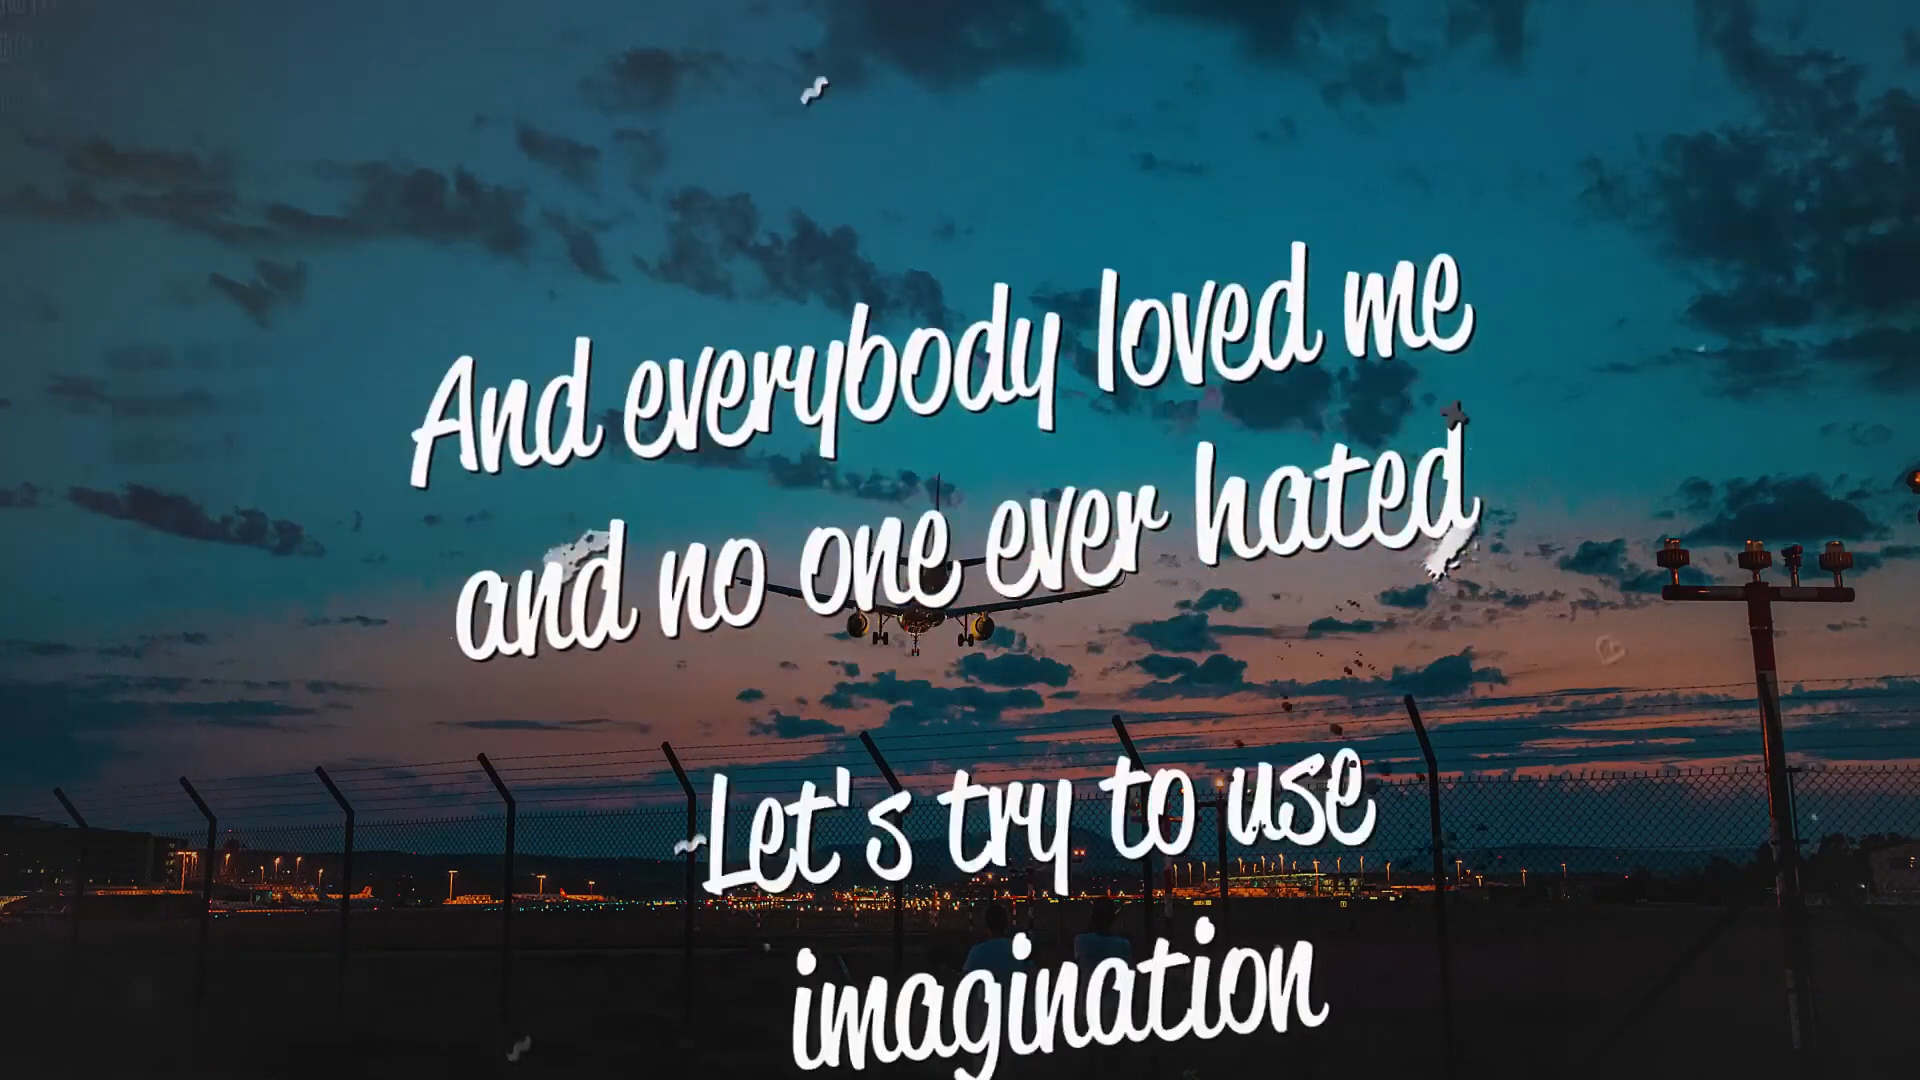 And everybody loved me
and no one ever hated
Let's try to use
imagination